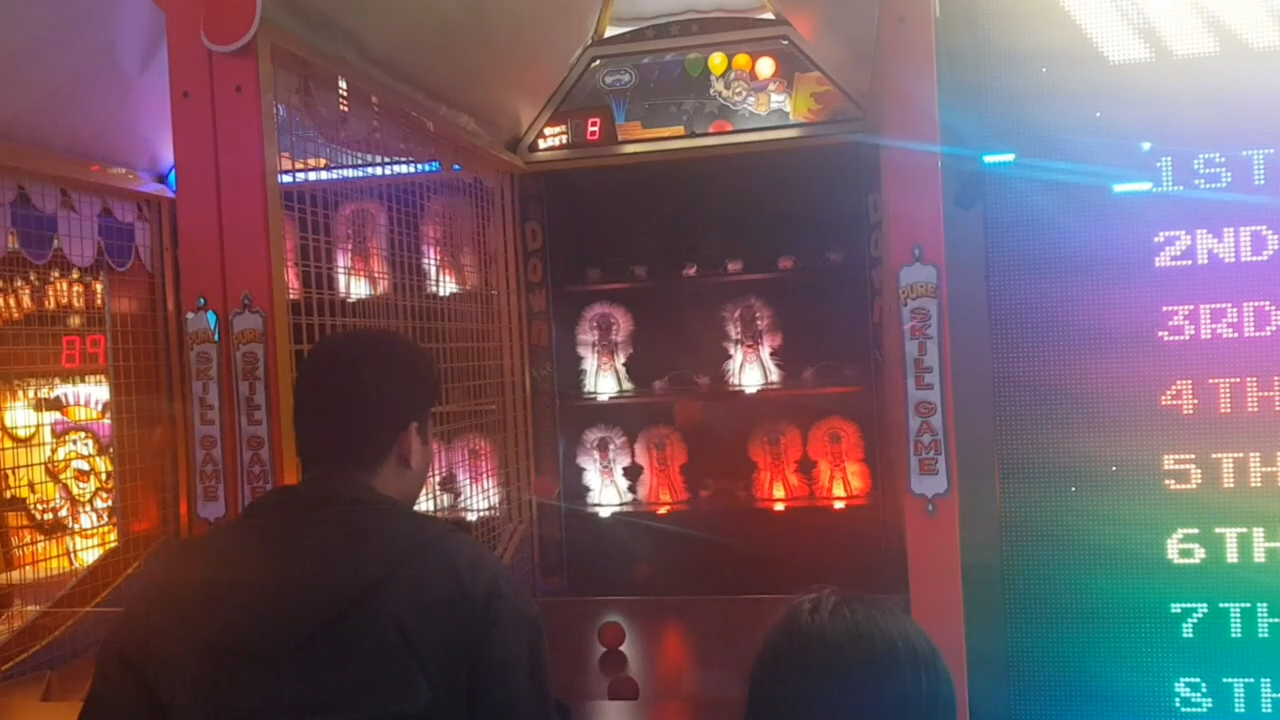 89
PURE
SKILL GAME
PURE
SKILL GAME
8
DOWN
the
PURE
SKILL GAME
1ST
2ND
3RD
4TH
5TH
6TH
7TH
8TH